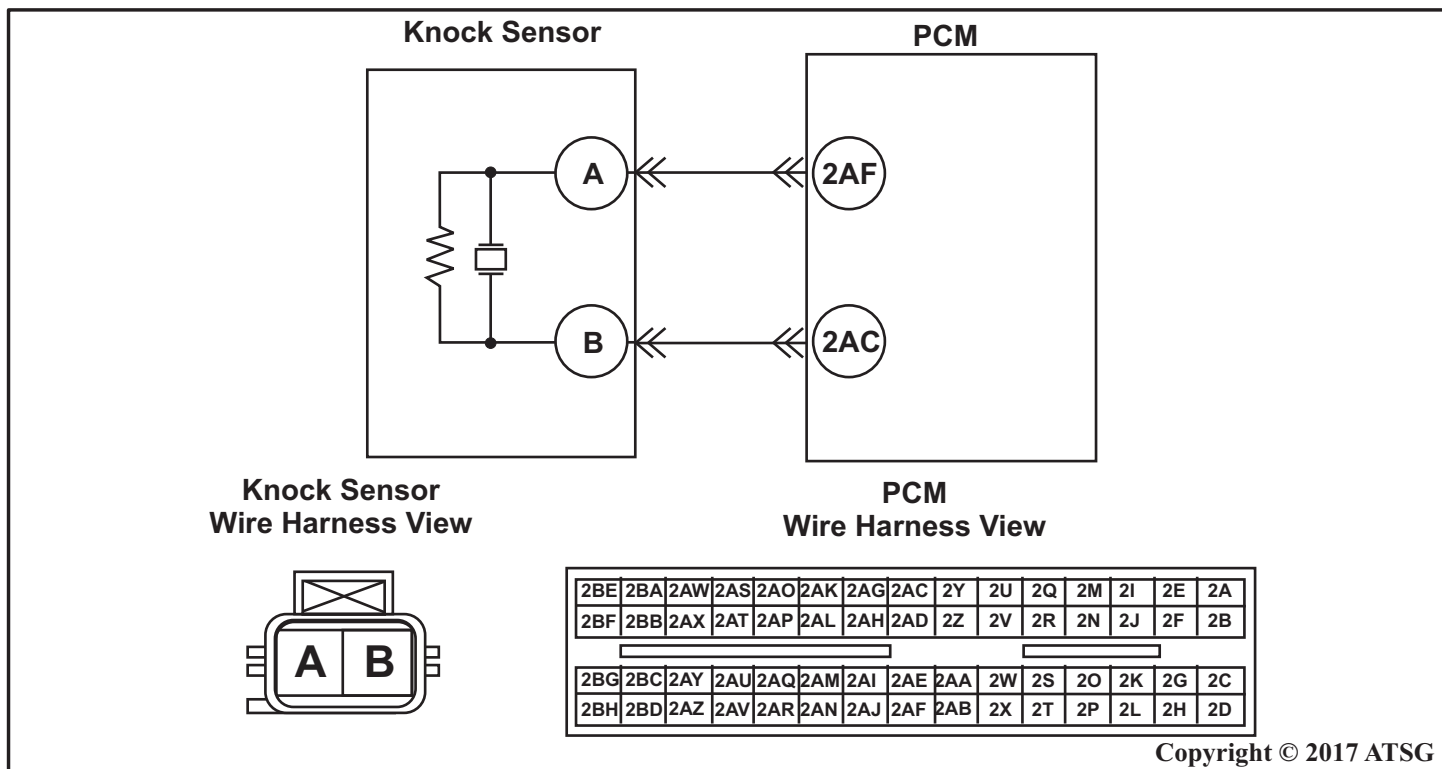 Knock Sensor
PCM
A
2AF
B
2AC
Knock Sensor
Wire Harness View
PCM
Wire Harness View
A B
2BE 2BA 2AW 2AS 2AO 2AK 2AG 2AC 2Y 2U 2Q 2M 2I 2E 2A
2BF 2BB 2AX 2AT 2AP 2AL 2AH 2AD 2Z 2V 2R 2N 2J 2F 2B
2BG 2BC 2AY 2AU 2AQ 2AM 2AI 2AE 2AA 2W 2S 2O 2K 2G 2C
2BH 2BD 2AZ 2AV 2AR 2AN 2AJ 2AF 2AB 2X 2T 2P 2L 2H 2D
Copyright © 2017 ATSG